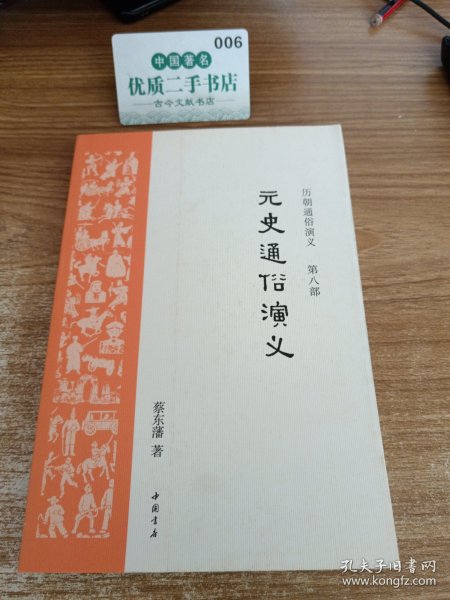 006
中国著名
优质二手书店
古今文献书店
历朝通俗演义 第八部
元史通俗演义
蔡东藩 著
中国书店
孔夫子旧书网
www.kongfz.com